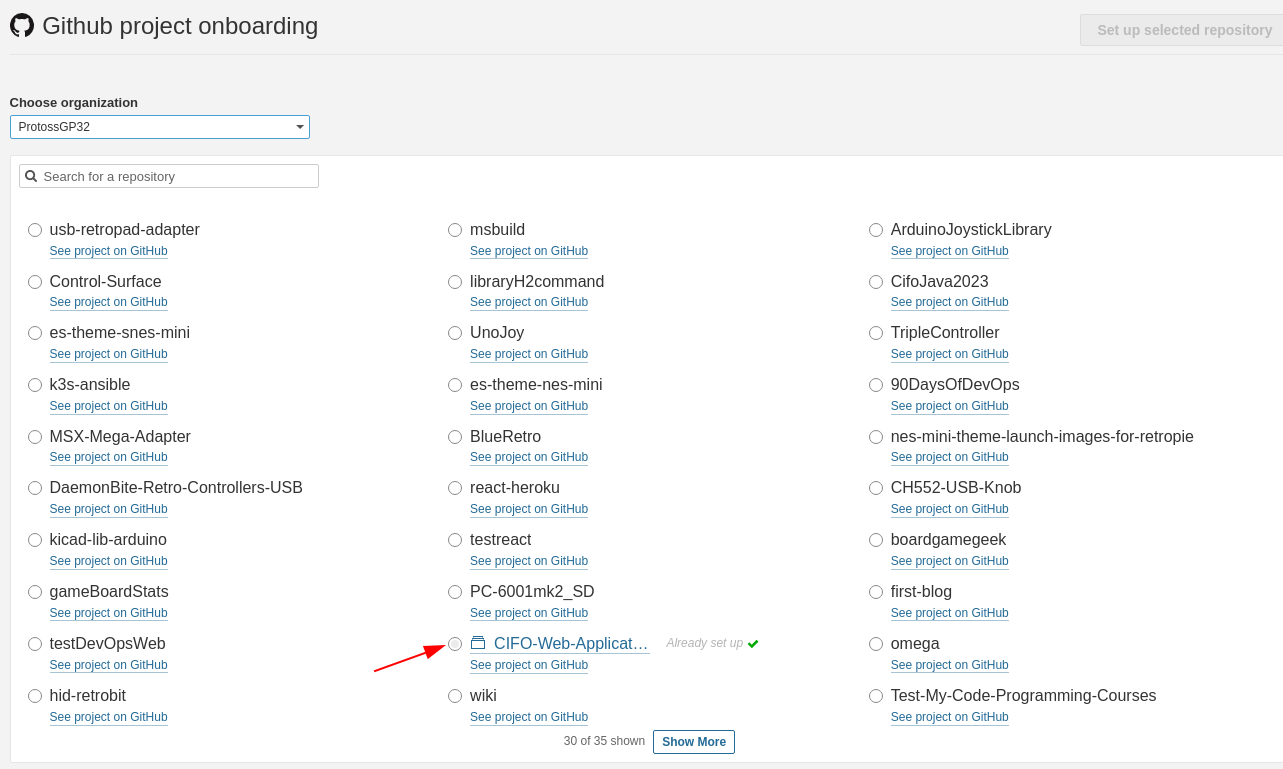 Github project onboarding
Set up selected repository
Choose organization
ProtossGP32
Search for a repository
usb-retropad-adapter
See project on GitHub
msbuild
See project on GitHub
ArduinoJoystickLibrary
See project on GitHub
Control-Surface
See project on GitHub
libraryH2command
See project on GitHub
CifoJava2023
See project on GitHub
es-theme-snes-mini
See project on GitHub
UnoJoy
See project on GitHub
TripleController
See project on GitHub
k3s-ansible
See project on GitHub
es-theme-nes-mini
See project on GitHub
90DaysOfDevOps
See project on GitHub
MSX-Mega-Adapter
See project on GitHub
BlueRetro
See project on GitHub
nes-mini-theme-launch-images-for-retropie
See project on GitHub
DaemonBite-Retro-Controllers-USB
See project on GitHub
react-heroku
See project on GitHub
CH552-USB-Knob
See project on GitHub
kicad-lib-arduino
See project on GitHub
testreact
See project on GitHub
boardgamegeek
See project on GitHub
gameBoardStats
See project on GitHub
PC-6001mk2_SD
See project on GitHub
first-blog
See project on GitHub
testDevOpsWeb
See project on GitHub
CIFO-Web-Applicat… Already set up
See project on GitHub
omega
See project on GitHub
hid-retrobit
See project on GitHub
wiki
See project on GitHub
Test-My-Code-Programming-Courses
See project on GitHub
30 of 35 shown Show More